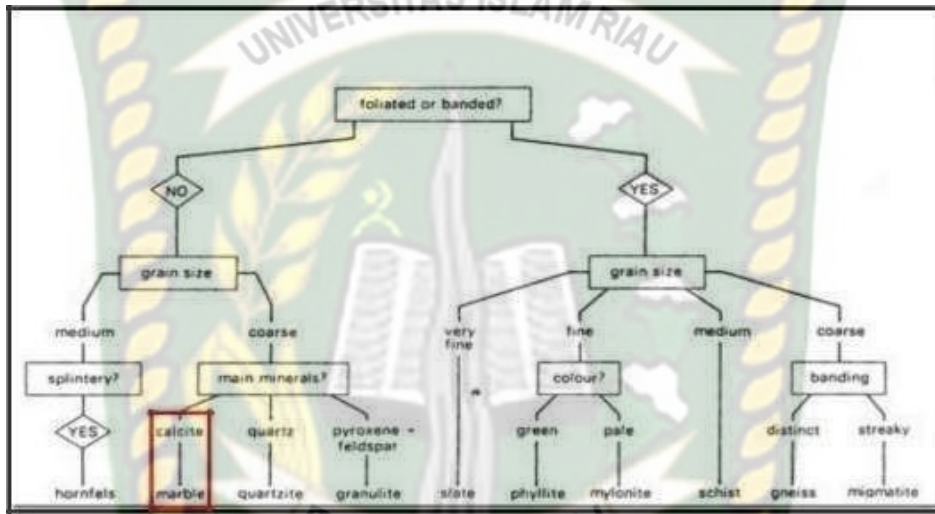 UNIVERSITAS ISLAM RIAU
foliated or banded?
NO
YES
grain size
grain size
medium
coarse
very
fine
fine
medium
coarse
splintery?
main minerals?
colour?
banding
YES
calcite
quartz
pyroxene +
feldspar
green
pale
distinct
streaky
hornfels
marble
quartzite
granulite
slate
phyllite
mylonite
schist
gneiss
migmatite